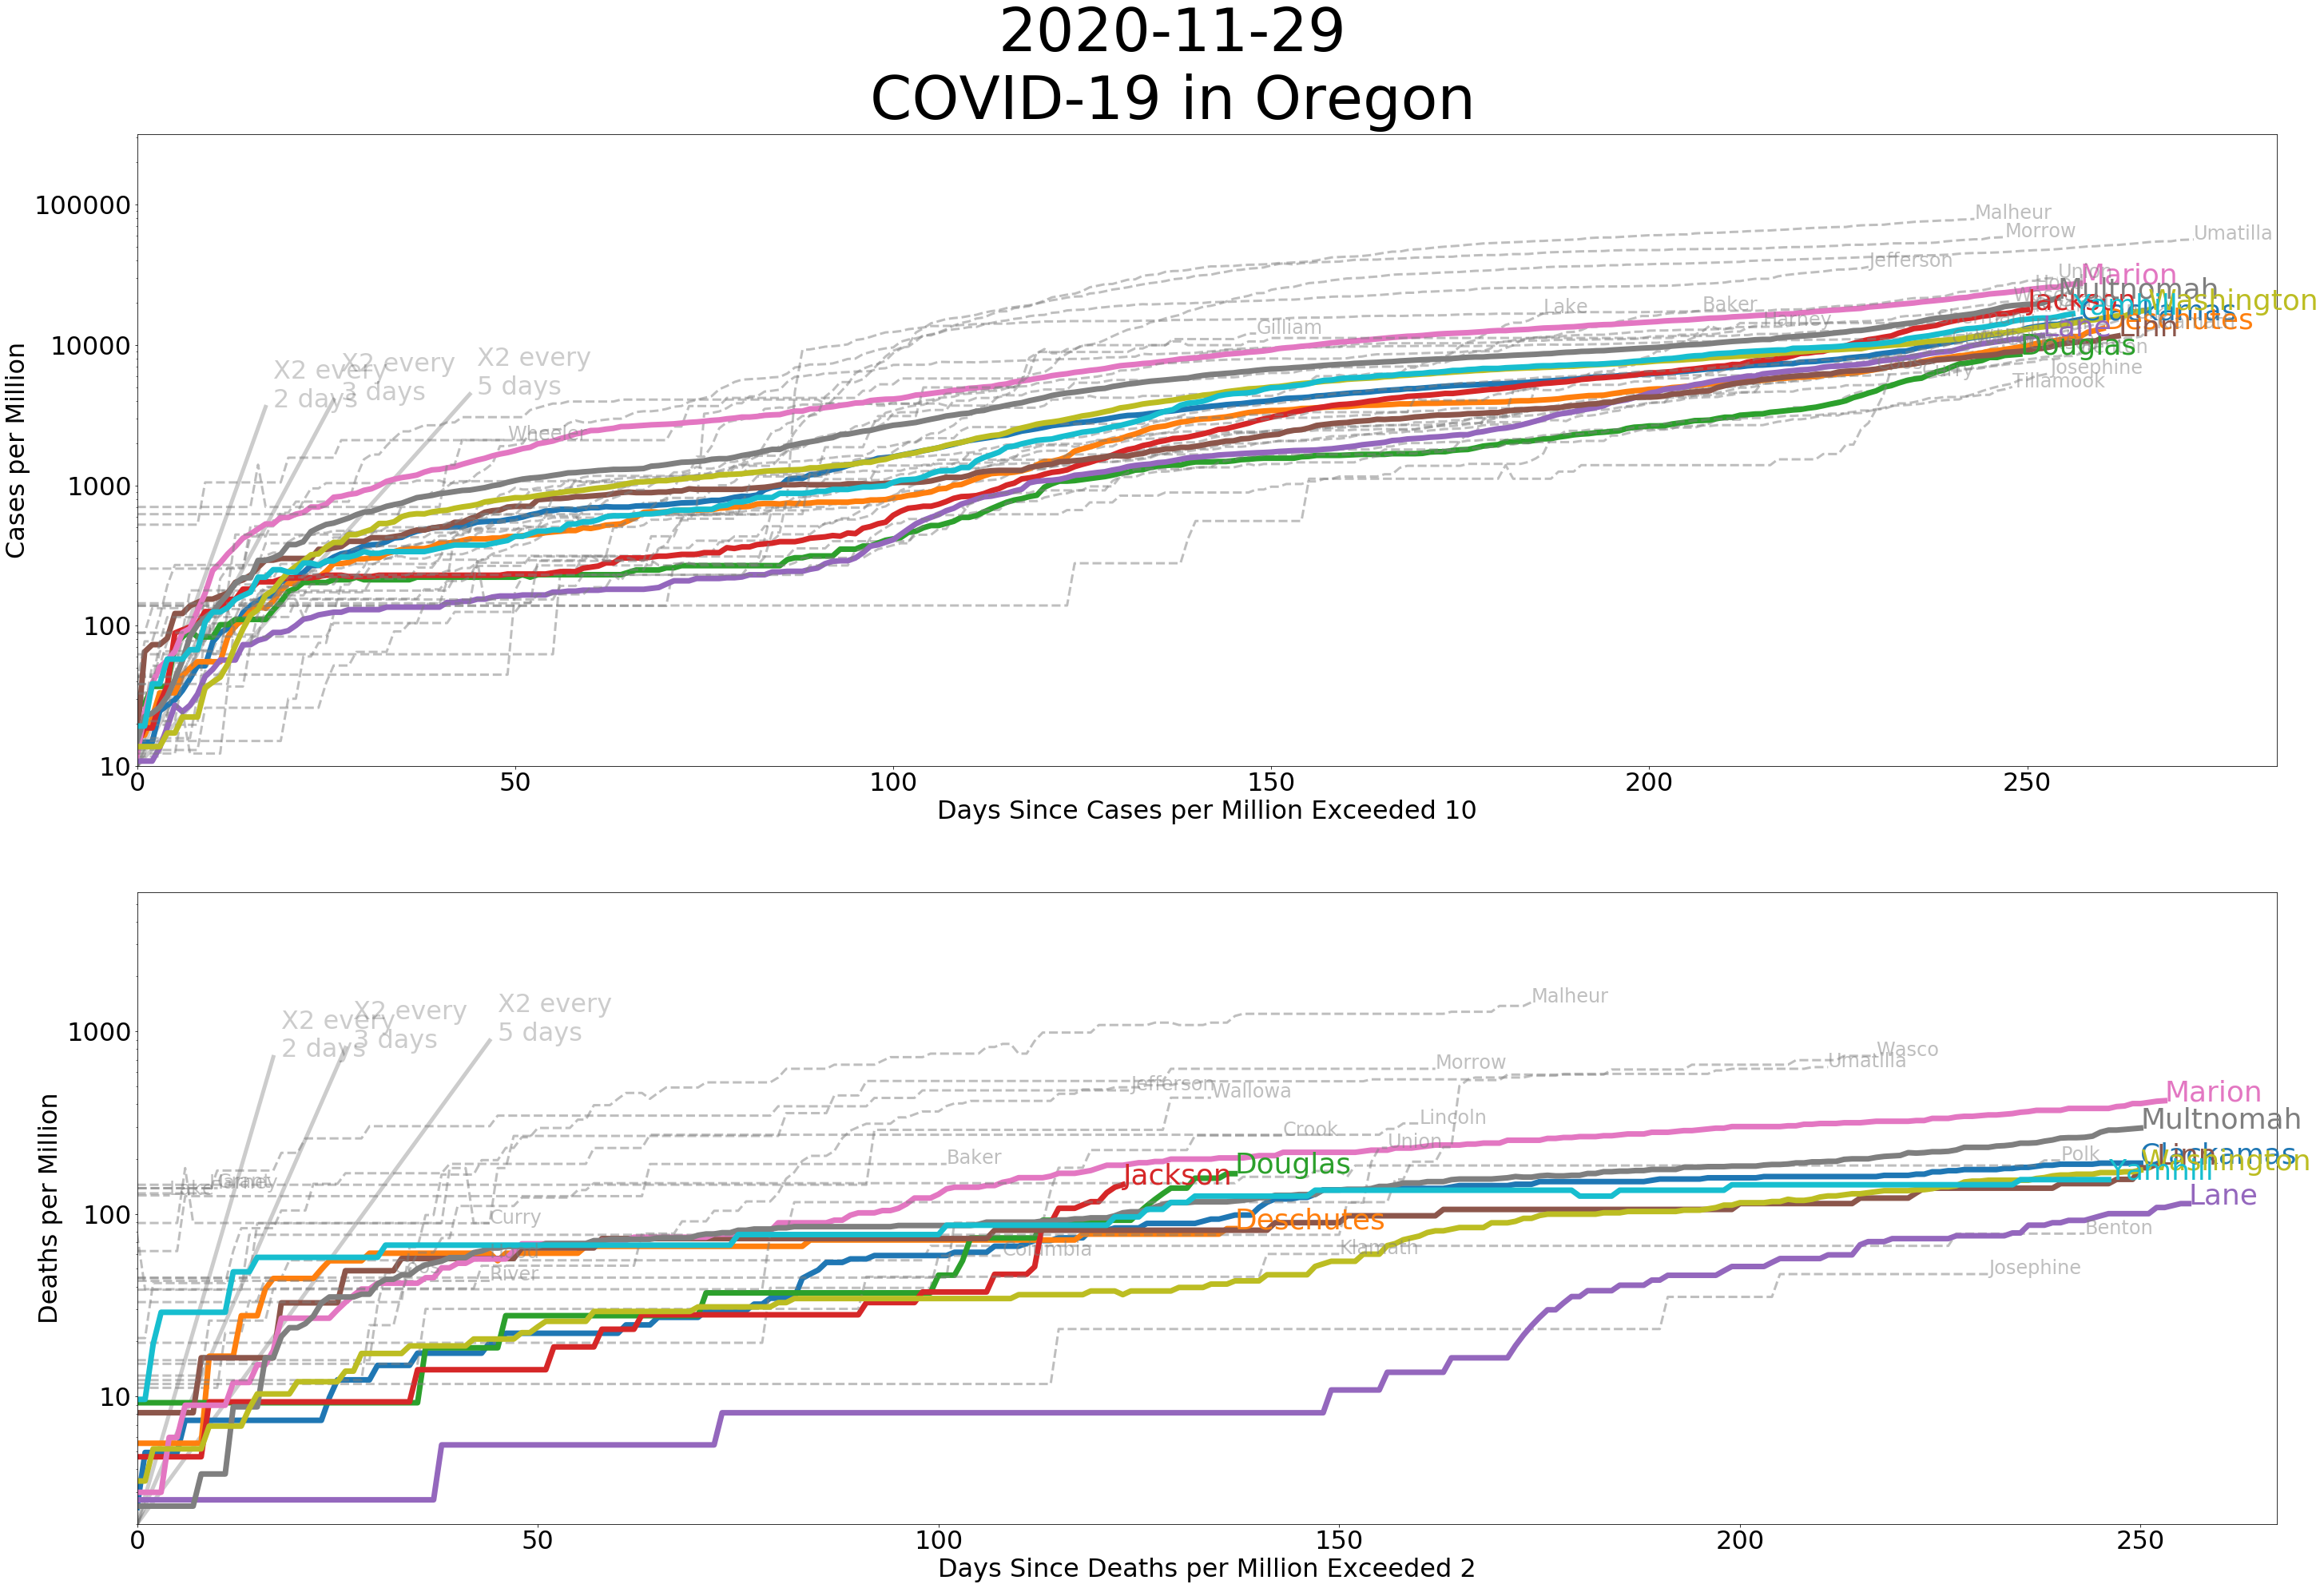 2020-11-29
COVID-19 in Oregon
Cases per Million
100000
10000
1000
100
10
X2 every
2 days
X2 every
3 days
X2 every
5 days
Wheeler
Gilliam
Lake
Baker
Harney
Jefferson
Malheur
Morrow
Umatilla
Union
Marion
Multnomah
Jackson
Yamhill
Washington
Clackamas
Deschutes
Lane
Linn
Douglas
Josephine
Curry
Tillamook
0
50
100
150
200
250
Days Since Cases per Million Exceeded 10
Deaths per Million
1000
100
10
X2 every
2 days
X2 every
3 days
X2 every
5 days
Malheur
Wasco
Umatilla
Morrow
Jefferson
Wallowa
Lincoln
Crook
Union
Baker
Polk
Lake
Curry
River
Columbia
Klamath
Benton
Josephine
Marion
Multnomah
Clackamas
Linn
Washington
Yamhill
Lane
Douglas
Jackson
Deschutes
0
50
100
150
200
250
Days Since Deaths per Million Exceeded 2